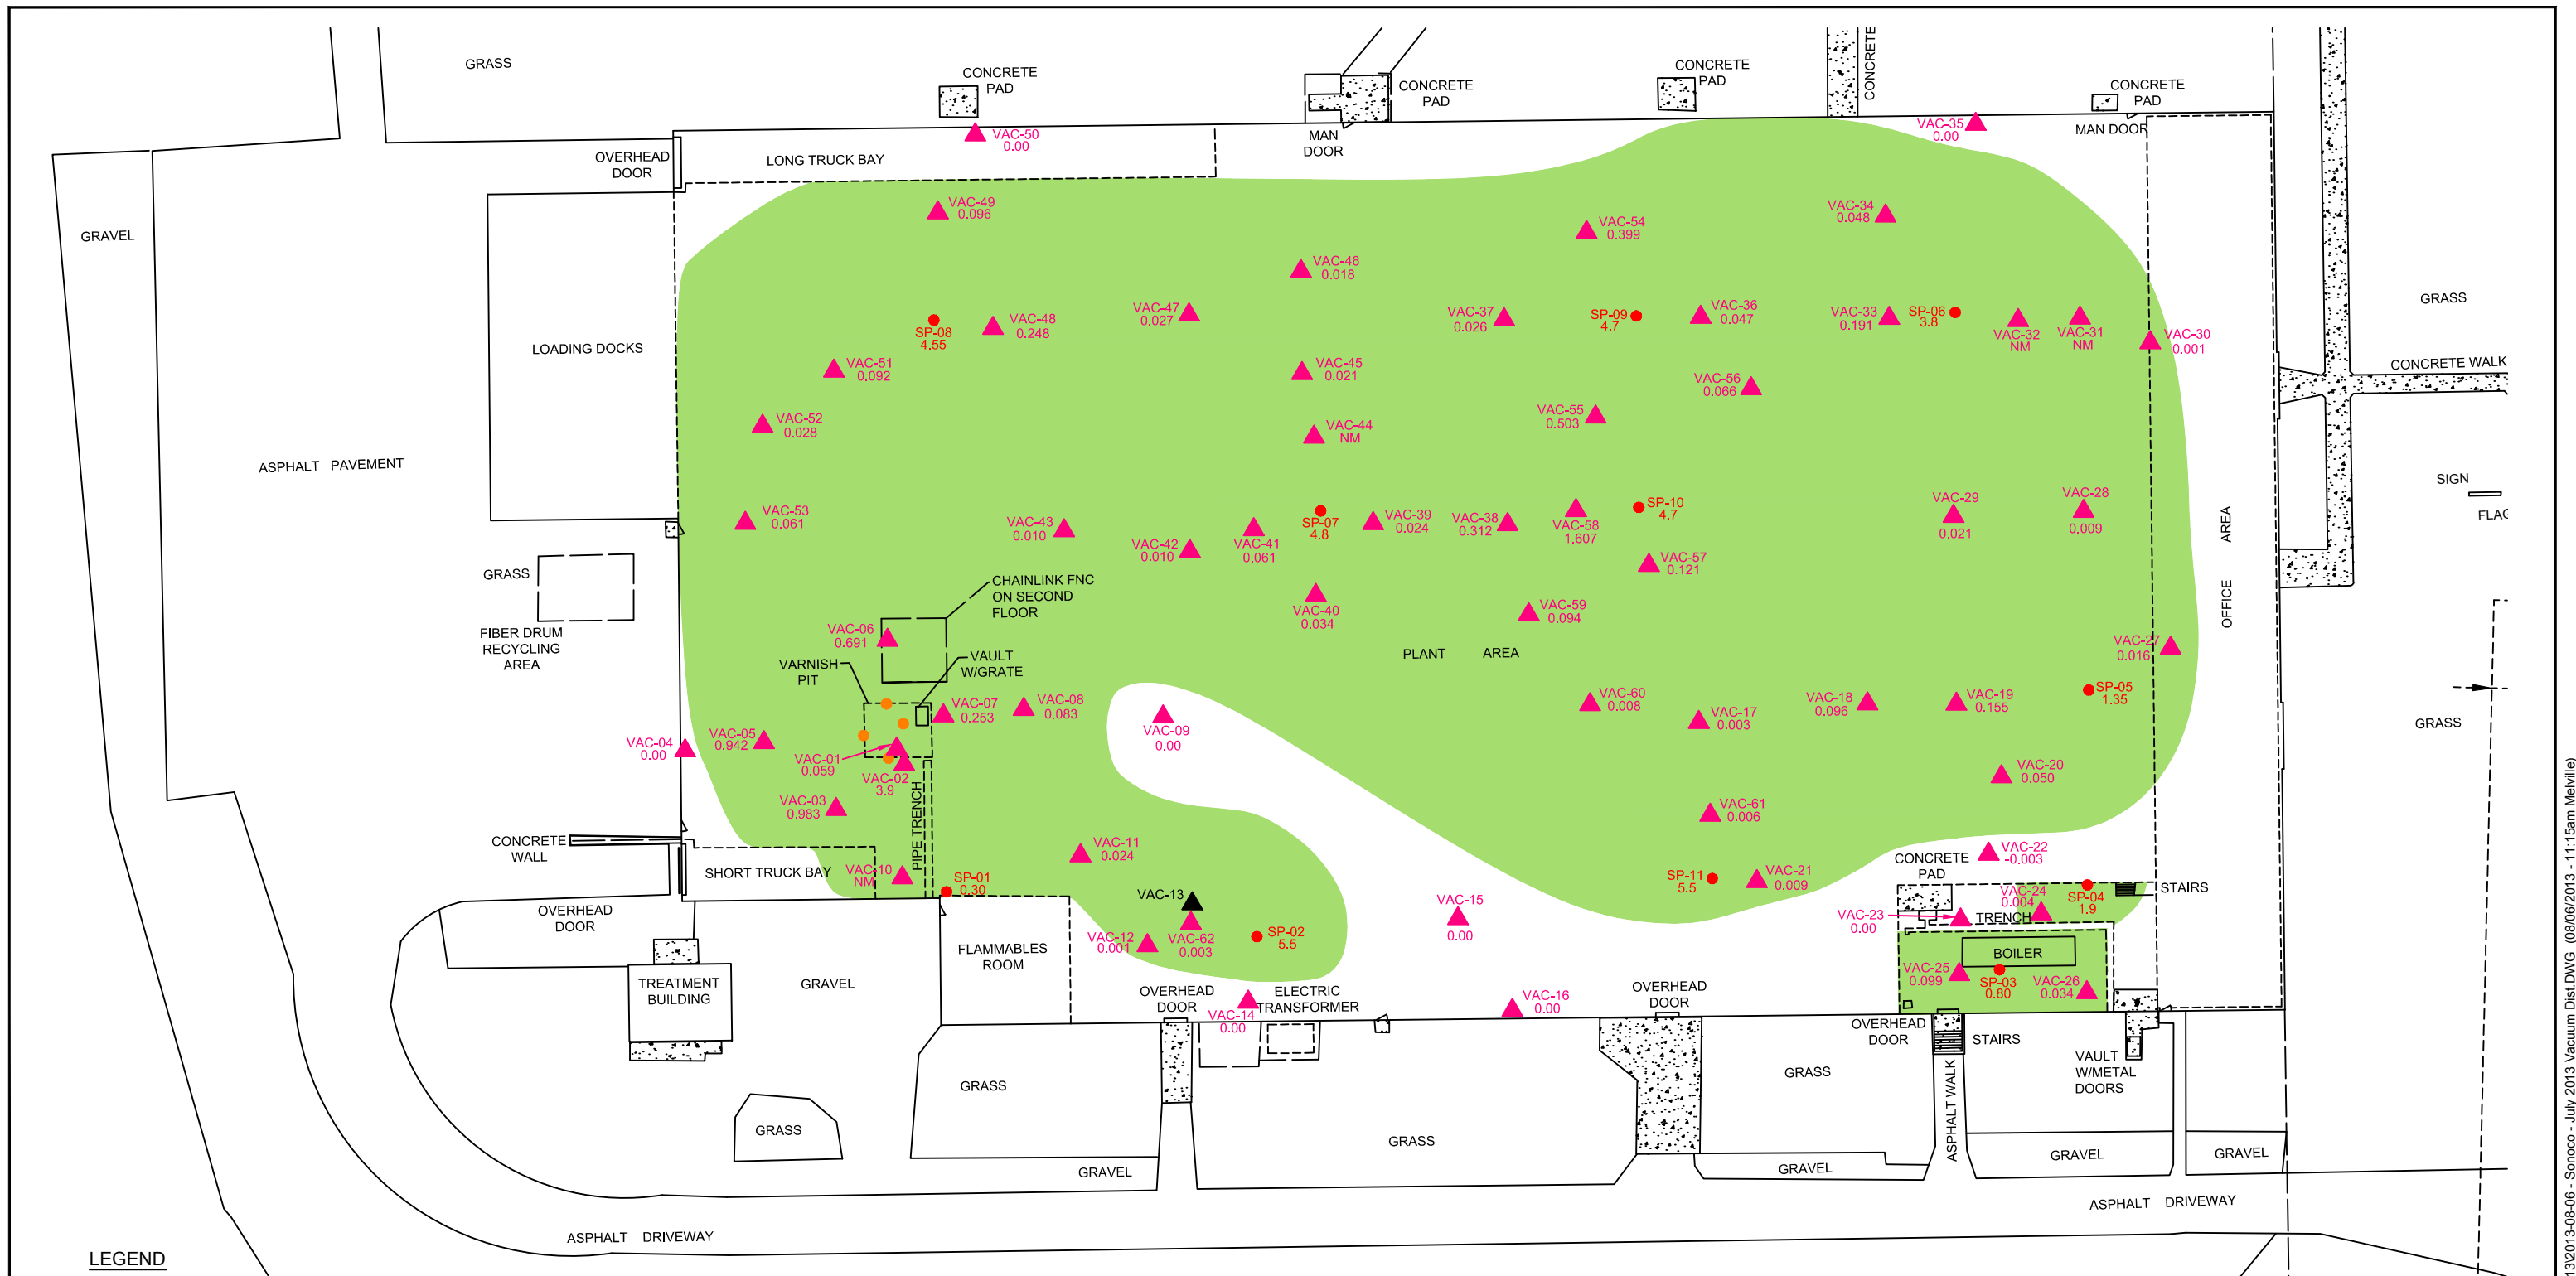 GRASS
CONCRETE
PAD
CONCRETE
PAD
CONCRETE
PAD
CONCRETE
CONCRETE
PAD
VAC-50
0.00
MAN
DOOR
VAC-35
0.00
MAN DOOR
OVERHEAD
DOOR
LONG TRUCK BAY
GRAVEL
VAC-49
0.096
VAC-54
0.399
VAC-34
0.048
VAC-46
0.018
GRASS
SP-08
4.55
VAC-48
0.248
VAC-47
0.027
VAC-37
0.026
SP-09
4.7
VAC-36
0.047
VAC-33
0.191
SP-06
3.8
VAC-32
NM
VAC-31
NM
VAC-30
0.001
LOADING DOCKS
VAC-51
0.092
VAC-45
0.021
VAC-56
0.066
CONCRETE WALK
VAC-52
0.028
VAC-44
NM
VAC-55
0.503
ASPHALT PAVEMENT
SIGN
VAC-53
0.061
VAC-43
0.010
VAC-42
0.010
VAC-41
0.061
SP-07
4.8
VAC-39
0.024
VAC-38
0.312
VAC-58
1.607
SP-10
4.7
VAC-29
0.021
VAC-28
0.009
FLAG
OFFICE AREA
GRASS
VAC-57
0.121
CHAINLINK FNC
ON SECOND
FLOOR
VAC-40
0.034
VAC-59
0.094
FIBER DRUM
RECYCLING
AREA
VAC-06
0.691
VARNISH
PIT
VAULT
W/GRATE
PLANT AREA
VAC-27
0.016
VAC-07
0.253
VAC-08
0.083
VAC-09
0.00
VAC-60
0.008
VAC-17
0.003
VAC-18
0.096
VAC-19
0.155
SP-05
1.35
GRASS
VAC-04
0.00
VAC-05
0.942
VAC-01
0.059
VAC-02
3.9
VAC-20
0.050
VAC-03
0.983
PIPE TRENCH
VAC-61
0.006
CONCRETE
WALL
VAC-11
0.024
VAC-22
-0.003
CONCRETE
PAD
SHORT TRUCK BAY
VAC-10
NM
SP-01
0.30
SP-11
5.5
VAC-21
0.009
VAC-24
0.004
SP-04
1.9
STAIRS
VAC-13
VAC-15
0.00
VAC-23
0.00
TRENCH
OVERHEAD
DOOR
FLAMMABLES
ROOM
VAC-12
0.001
VAC-62
0.003
SP-02
5.5
BOILER
TREATMENT
BUILDING
GRAVEL
OVERHEAD
DOOR
VAC-14
0.00
ELECTRIC
TRANSFORMER
VAC-16
0.00
OVERHEAD
DOOR
VAC-25
0.099
SP-03
0.80
VAC-26
0.034
OVERHEAD
DOOR
STAIRS
VAULT
W/METAL
DOORS
GRASS
GRASS
ASPHALT WALK
GRASS
GRASS
GRAVEL
GRAVEL
GRAVEL
GRAVEL
ASPHALT DRIVEWAY
ASPHALT DRIVEWAY
LEGEND
13\2013-08-06 - Sonoco - July 2013 Vacuum Dist.DWG (08/06/2013 - 11:15am Melville)